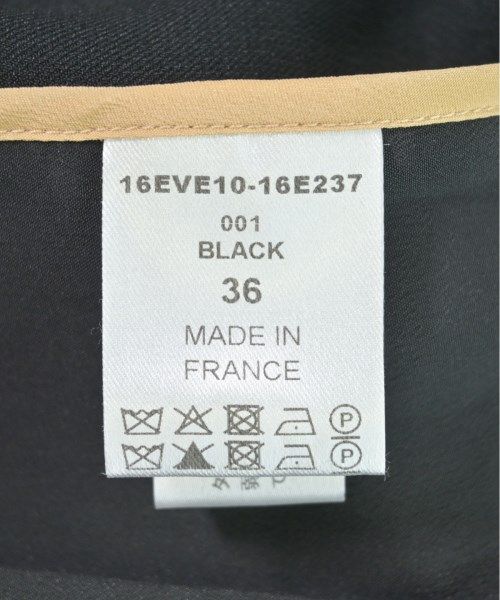 16EVE10-16E237
001
BLACK
36
MADE IN
FRANCE
P
P